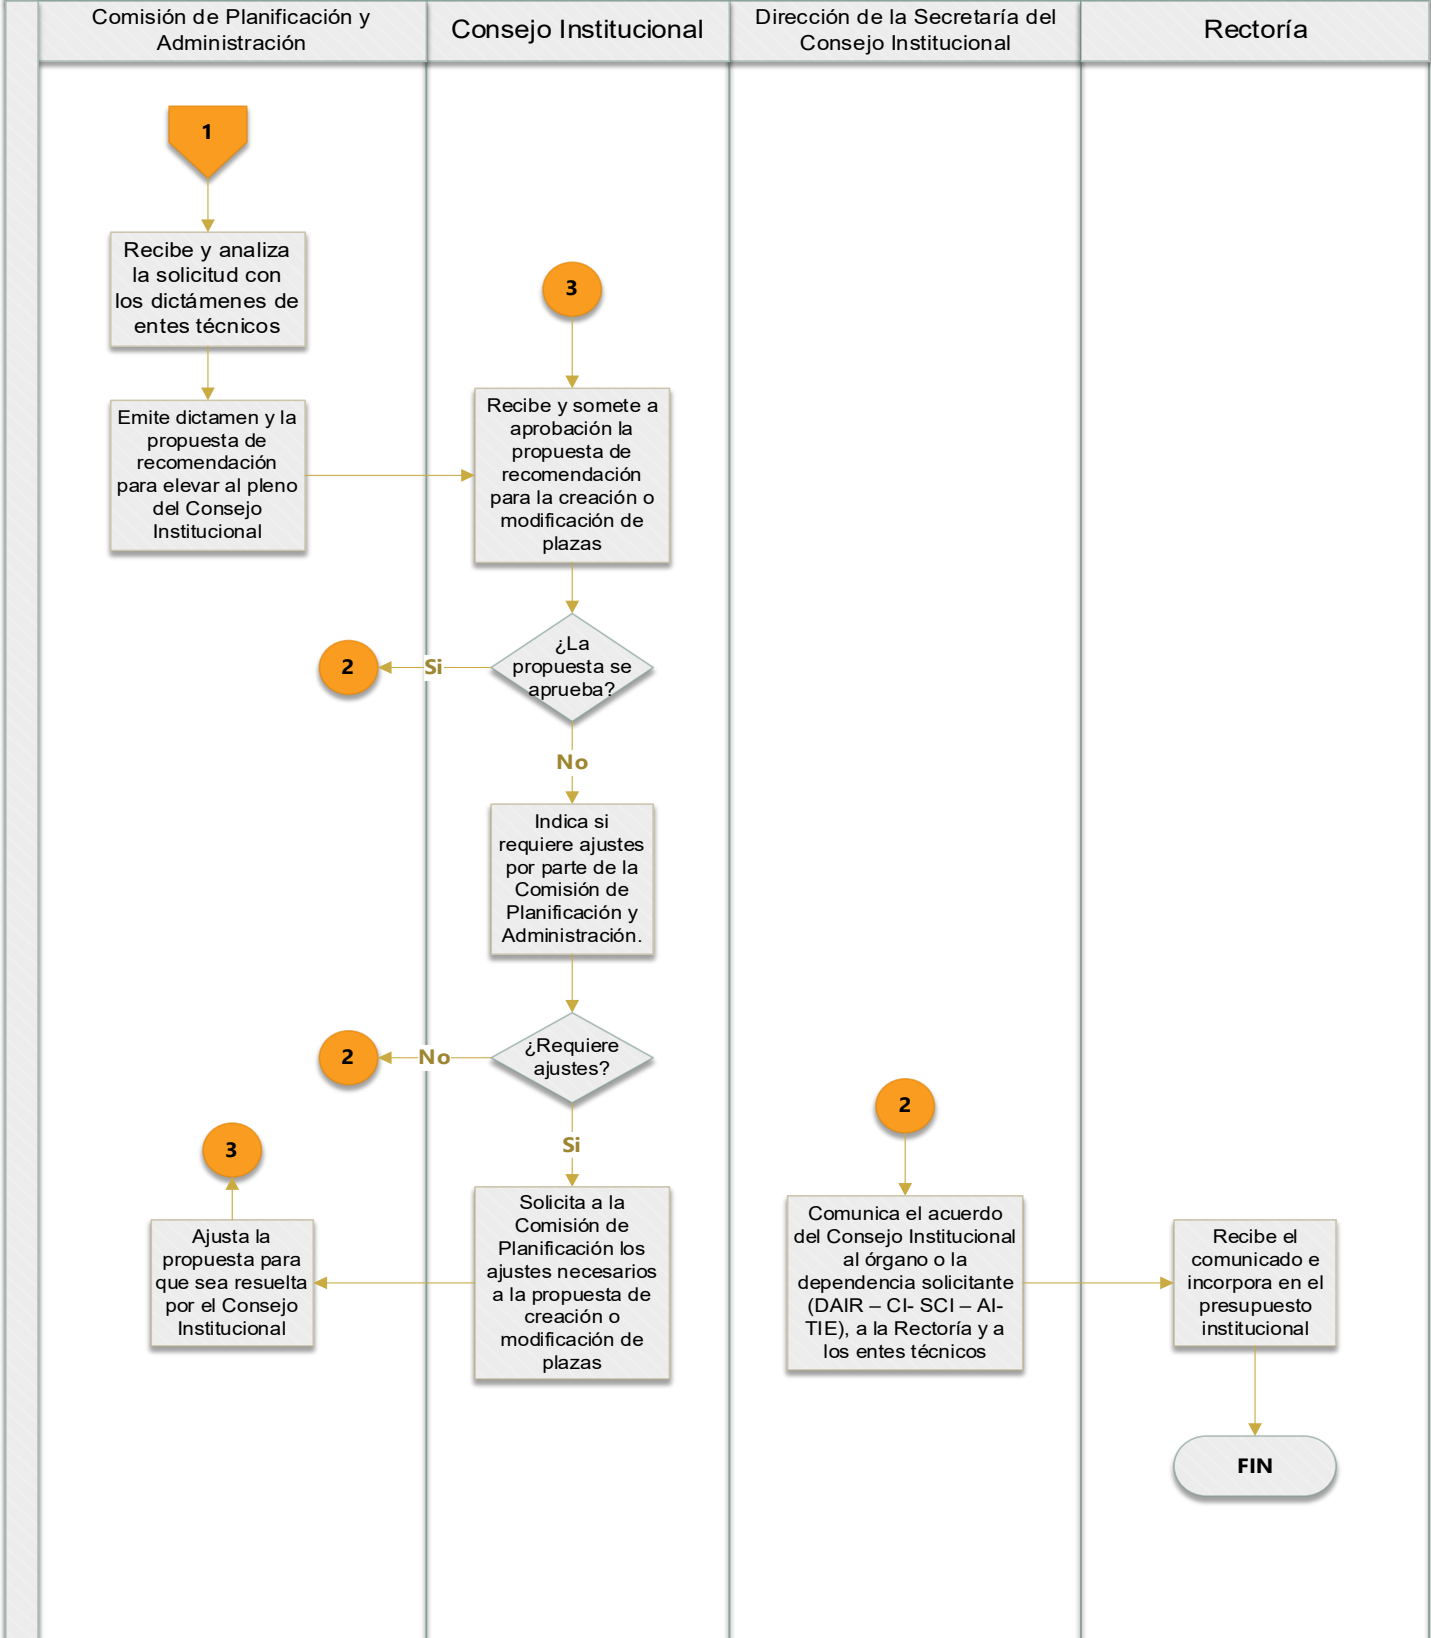 Comisión de Planificación y
Administración
Consejo Institucional
Dirección de la Secretaría del
Consejo Institucional
Rectoría
1
Recibe y analiza
la solicitud con
los dictámenes de
entes técnicos
Emite dictamen y la
propuesta de
recomendación
para elevar al pleno
del Consejo
Institucional
3
Recibe y somete a
aprobación la
propuesta de
recomendación
para la creación o
modificación de
plazas
¿La
propuesta se
aprueba?
Si
2
No
Indica si
requiere ajustes
por parte de la
Comisión de
Planificación y
Administración.
¿Requiere
ajustes?
No
2
Si
Solicita a la
Comisión de
Planificación los
ajustes necesarios
a la propuesta de
creación o
modificación de
plazas
Ajusta la
propuesta para
que sea resuelta
por el Consejo
Institucional
3
2
Comunica el acuerdo
del Consejo Institucional
al órgano o la
dependencia solicitante
(DAIR – CI- SCI – AI-
TIE), a la Rectoría y a
los entes técnicos
Recibe el
comunicado e
incorpora en el
presupuesto
institucional
FIN